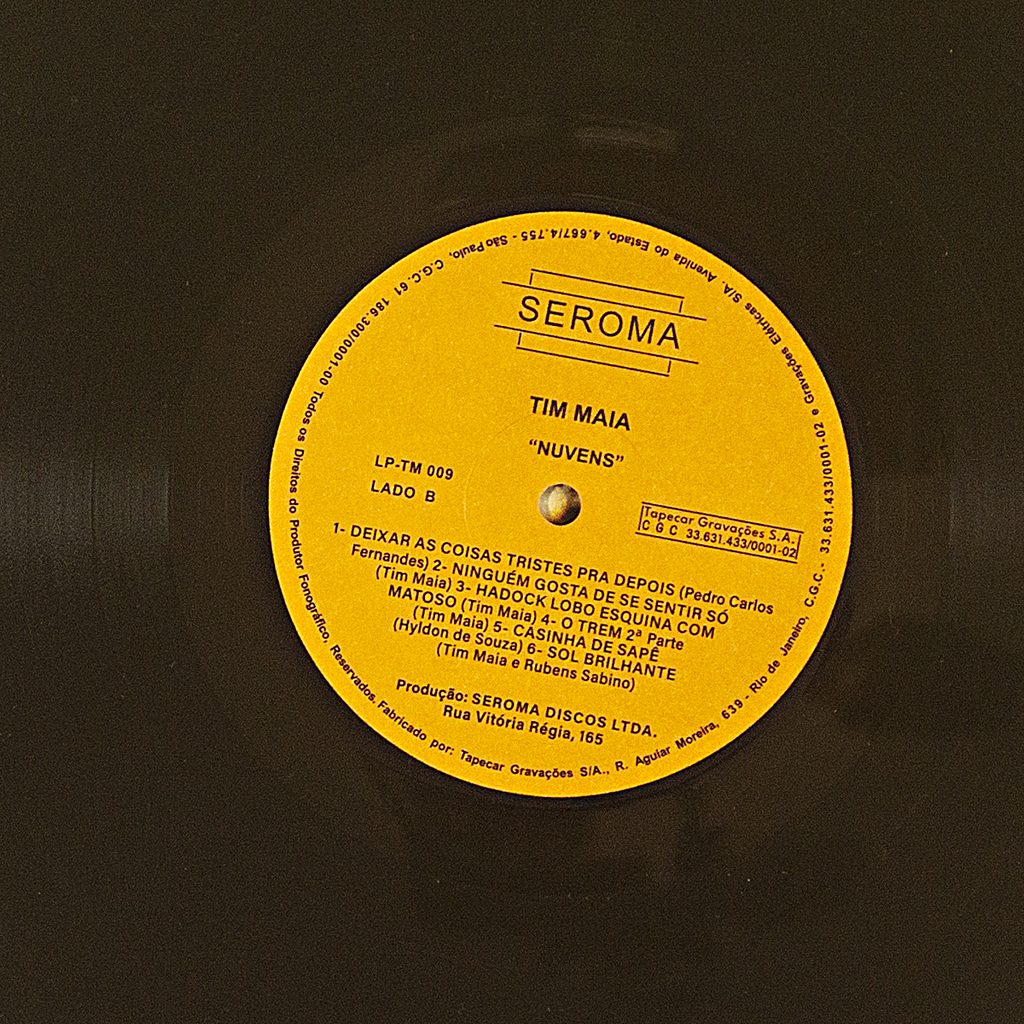 SEROMA
TIM MAIA
“NUVENS”
LP-TM 009
LADO B
Tapecar Gravações S.A.
C G C 33.631.433/0001-02
1- DEIXAR AS COISAS TRISTES PRA DEPOIS (Pedro Carlos
Fernandes) 2- NINGUÉM GOSTA DE SE SENTIR SÓ
(Tim Maia) 3- HADOCK LOBO ESQUINA COM
MATOSO (Tim Maia) 4- O TREM 2ª Parte
(Tim Maia) 5- CASINHA DE SAPÊ
(Hyldon de Souza) 6- SOL BRILHANTE
(Tim Maia e Rubens Sabino)
Produção: SEROMA DISCOS LTDA.
Rua Vitória Régia, 165
Todos os Direitos do Produtor Fonográfico, Reservados. Fabricado por: Tapecar Gravações S/A., R. Aguiar Moreira, 639 - Rio de Janeiro, C.G.C. - 33.631.433/0001-02 e Gravações Elétricas S/A. Avenida do Estado, 4.667/4.755 - São Paulo, C.G.C. 61 186.300/0001-00